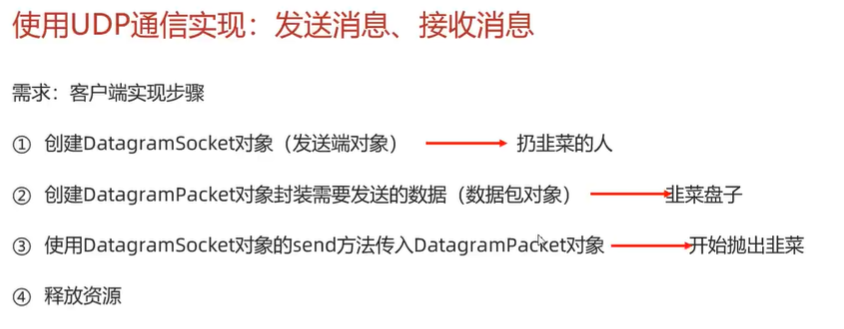 使用UDP通信实现：发送消息、接收消息
需求：客户端实现步骤
① 创建DatagramSocket对象（发送端对象） 扔韭菜的人
② 创建DatagramPacket对象封装需要发送的数据（数据包对象） 韭菜盘子
③ 使用DatagramSocket对象的send方法传入DatagramPacket对象 开始抛出韭菜
④ 释放资源